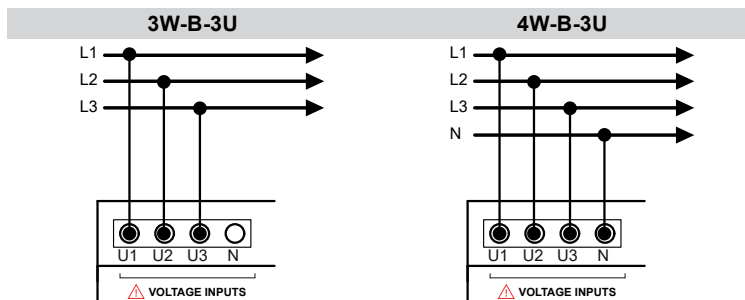 3W-B-3U 4W-B-3U
L1 L1
L2 L2
L3 L3
N
U1 U2 U3 N U1 U2 U3 N
VOLTAGE INPUTS VOLTAGE INPUTS